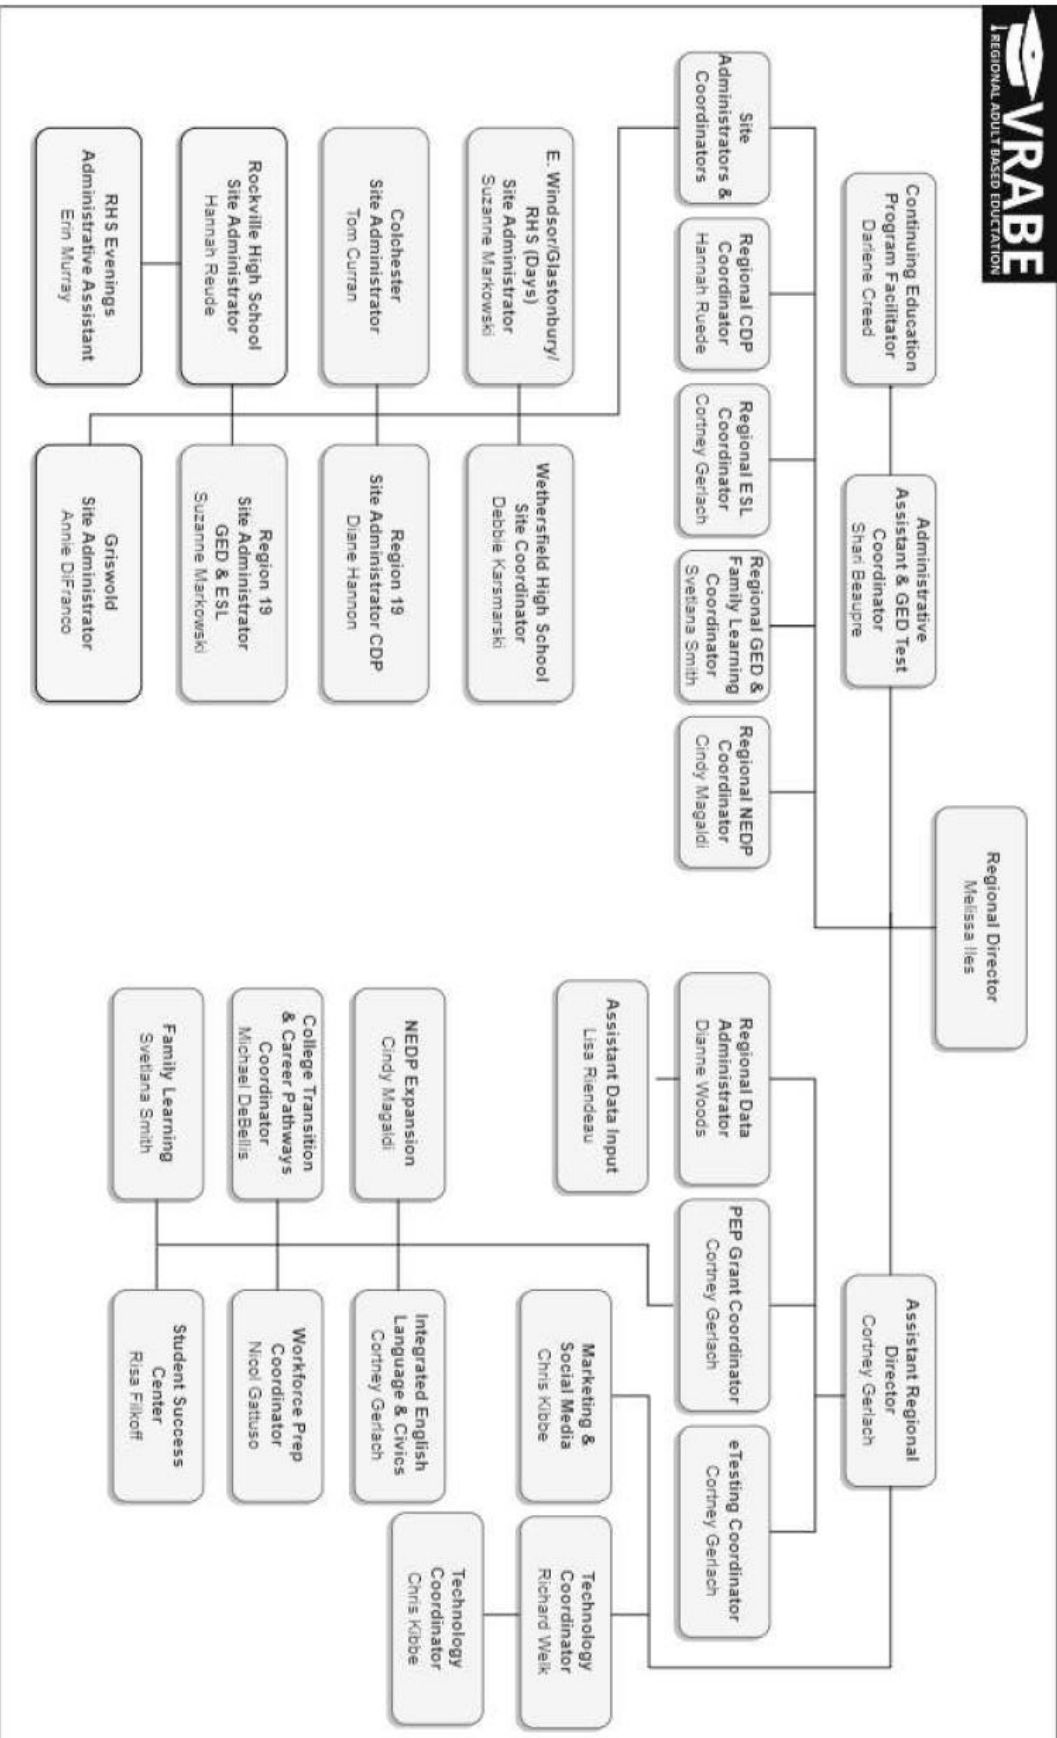 VRABE
REGIONAL ADULT BASED EDUCTATION
Regional Director
Melissa Iles
Continuing Education
Program Facilitator
Darlene Creed
Administrative
Assistant & GED Test
Coordinator
Shari Beaupre
Assistant Regional
Director
Cortney Gerlach
Site
Administrators &
Coordinators
Regional CDP
Coordinator
Hannah Ruede
Regional ESL
Coordinator
Cortney Gerlach
Regional GED &
Family Learning
Coordinator
Svetlana Smith
Regional NEDP
Coordinator
Cindy Magaldi
Regional Data
Administrator
Dianne Woods
PEP Grant Coordinator
Cortney Gerlach
eTesting Coordinator
Cortney Gerlach
Assistant Data Input
Lisa Riendeau
Marketing &
Social Media
Chris Kibbe
Technology
Coordinator
Richard Welk
Technology
Coordinator
Chris Kibbe
E. Windsor/Glastonbury/
RHS (Days)
Site Administrator
Suzanne Markowski
Wethersfield High School
Site Coordinator
Debbie Karsmarski
Colchester
Site Administrator
Tom Curran
Region 19
Site Administrator CDP
Diane Hannon
Rockville High School
Site Administrator
Hannah Reude
Region 19
Site Administrator
GED & ESL
Suzanne Markowski
RHS Evenings
Administrative Assistant
Erin Murray
Griswold
Site Administrator
Annie DiFranco
NEDP Expansion
Cindy Magaldi
Integrated English
Language & Civics
Cortney Gerlach
College Transition
& Career Pathways
Coordinator
Michael DeBellis
Workforce Prep
Coordinator
Nicol Gattuso
Family Learning
Svetlana Smith
Student Success
Center
Risa Filkoff